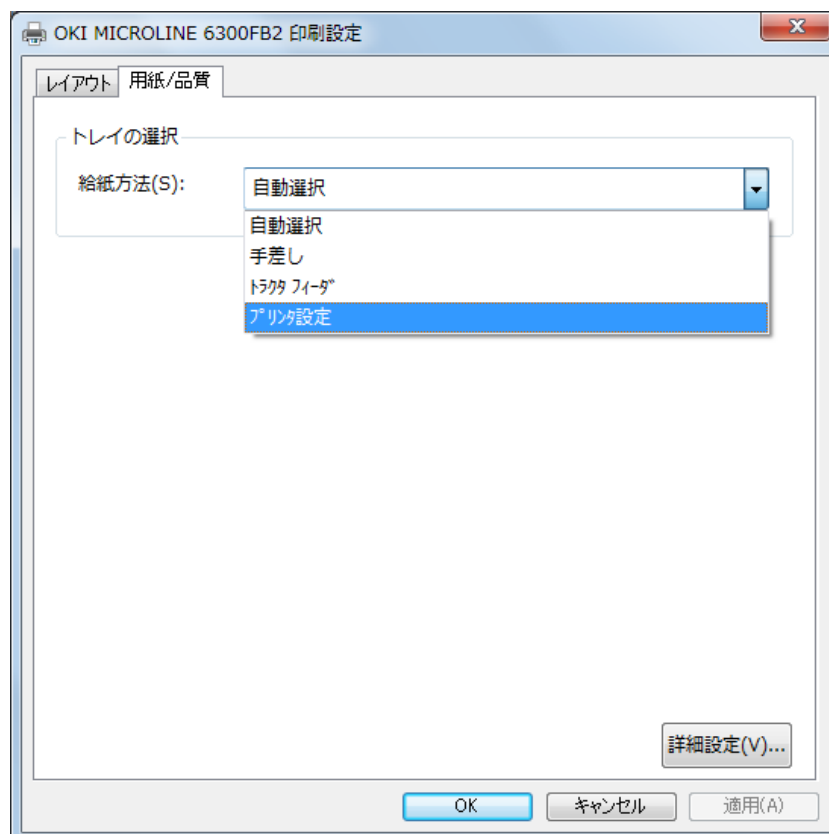 OKI MICROLINE 6300FB2 印刷設定
レイアウト 用紙/品質
トレイの選択
給紙方法(S): 自動選択
自動選択
手差し
ﾄﾗｸﾀ ﾌｨｰﾀﾞ
ﾌﾟﾘﾝﾀ設定
詳細設定(V)...
OK キャンセル 適用(A)